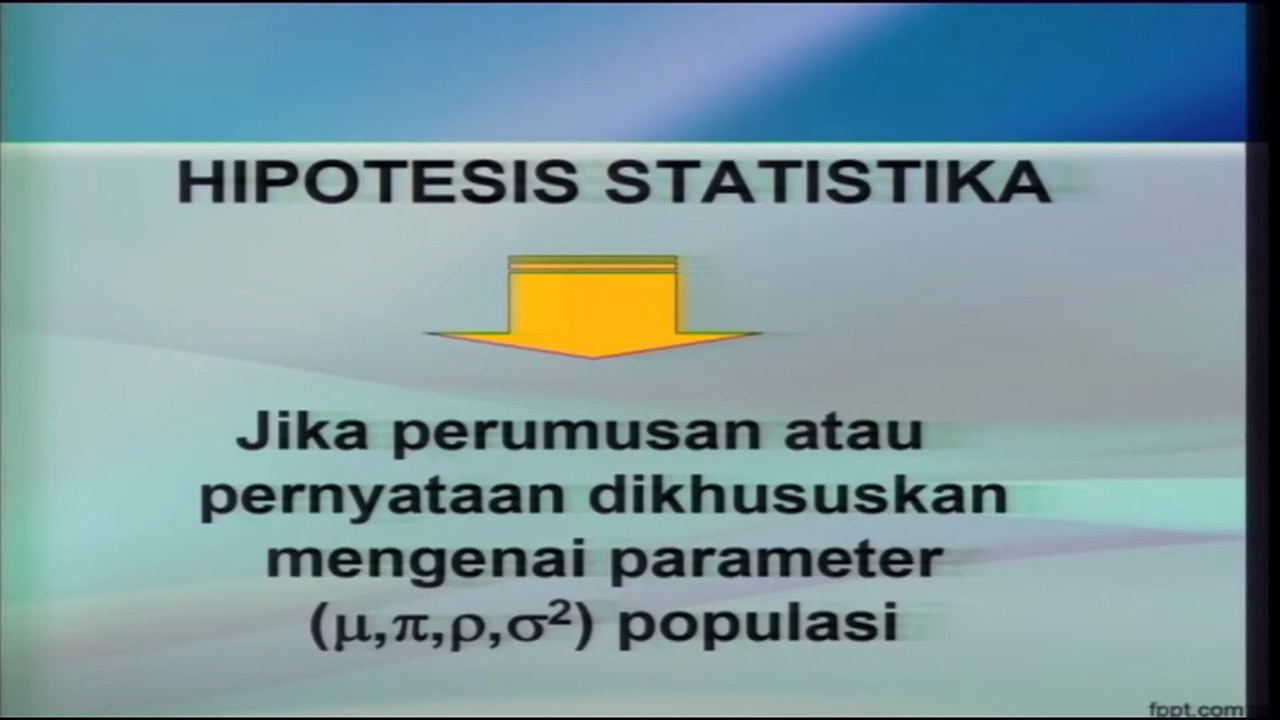 HIPOTESIS STATISTIKA
Jika perumusan atau
pernyataan dikhususkan
mengenai parameter
(μ,π,ρ,σ²) populasi
fppt.com